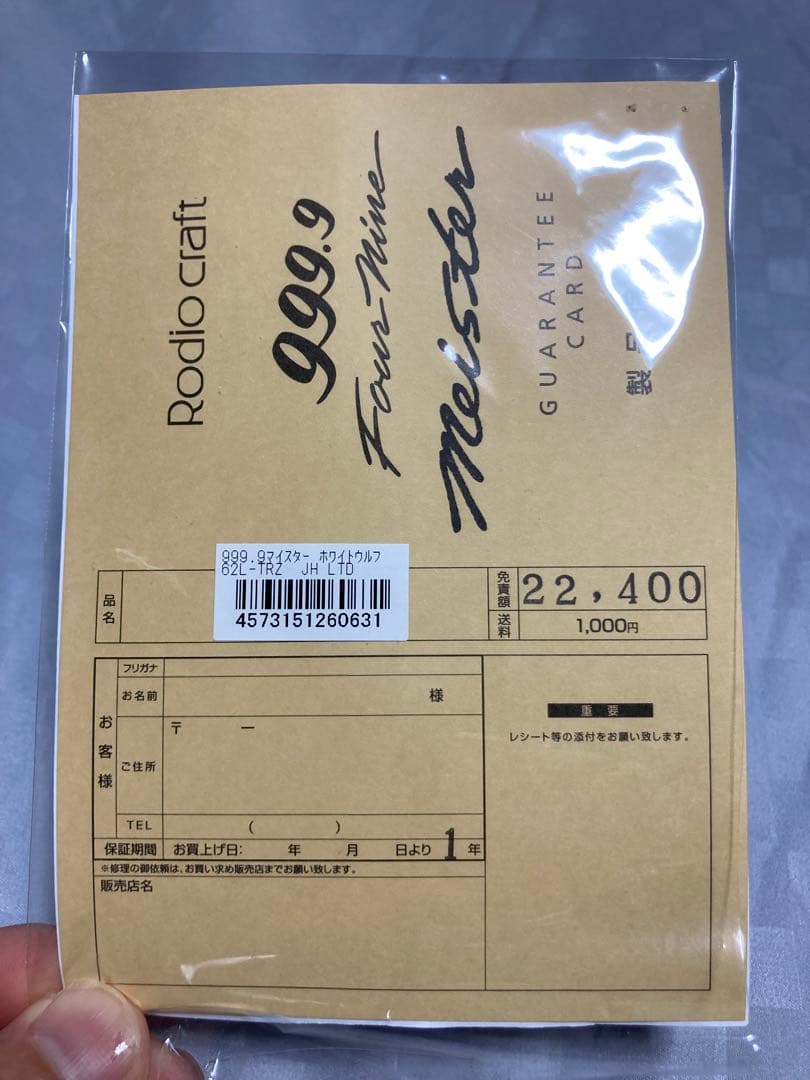 Rodio craft
999.9
Four Nine
Meister
GUARANTEE
CARD
製品
999.9マイスター ホワイトウルフ
62L-TRZ JH LTD
4573151260631
品名
免責額
22,400
送料
1,000円
お客様
フリガナ
お名前
様
ご住所
〒 ー
TEL
( )
保証期間
お買上げ日: 年 月 日より 1 年
※修理の御依頼は、お買い求め販売店までお願い致します。
販売店名
重要
レシート等の添付をお願い致します。